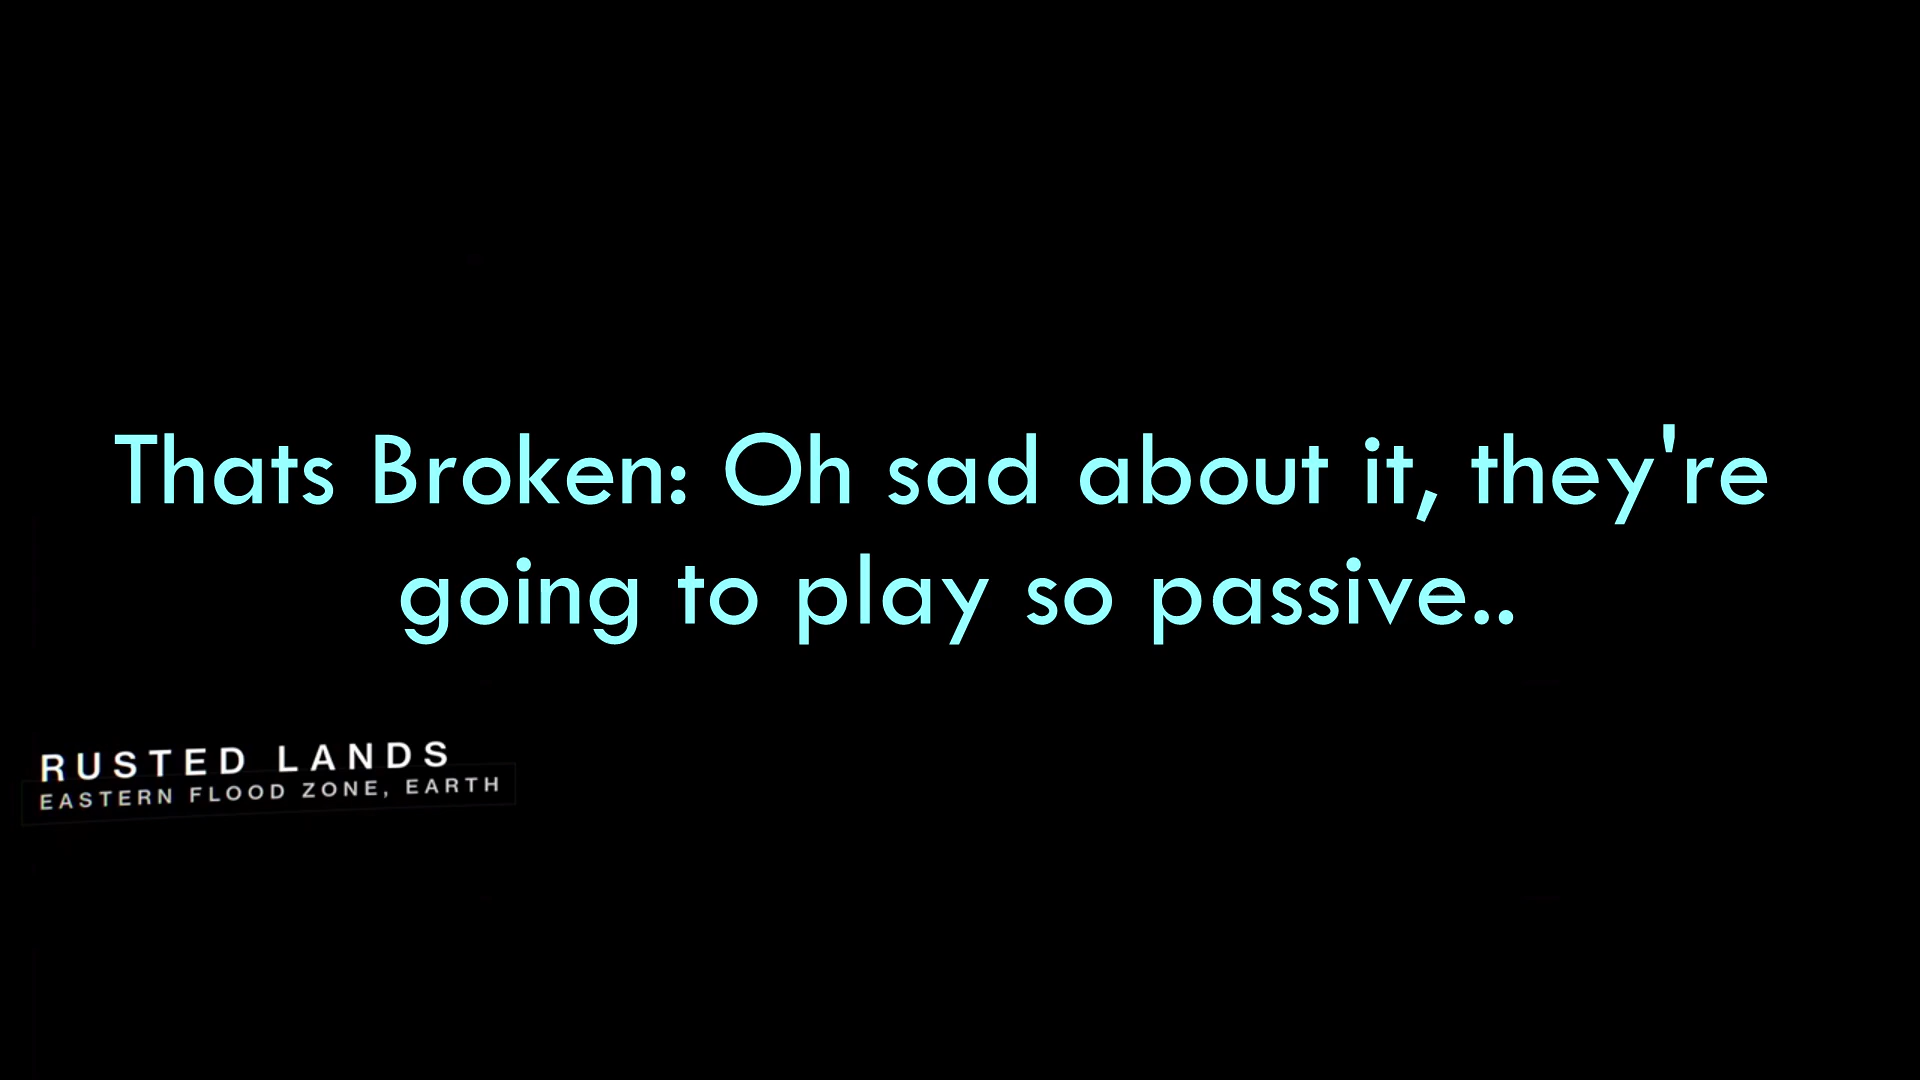 Thats Broken: Oh sad about it, they're
going to play so passive..
RUSTED LANDS
EASTERN FLOOD ZONE, EARTH